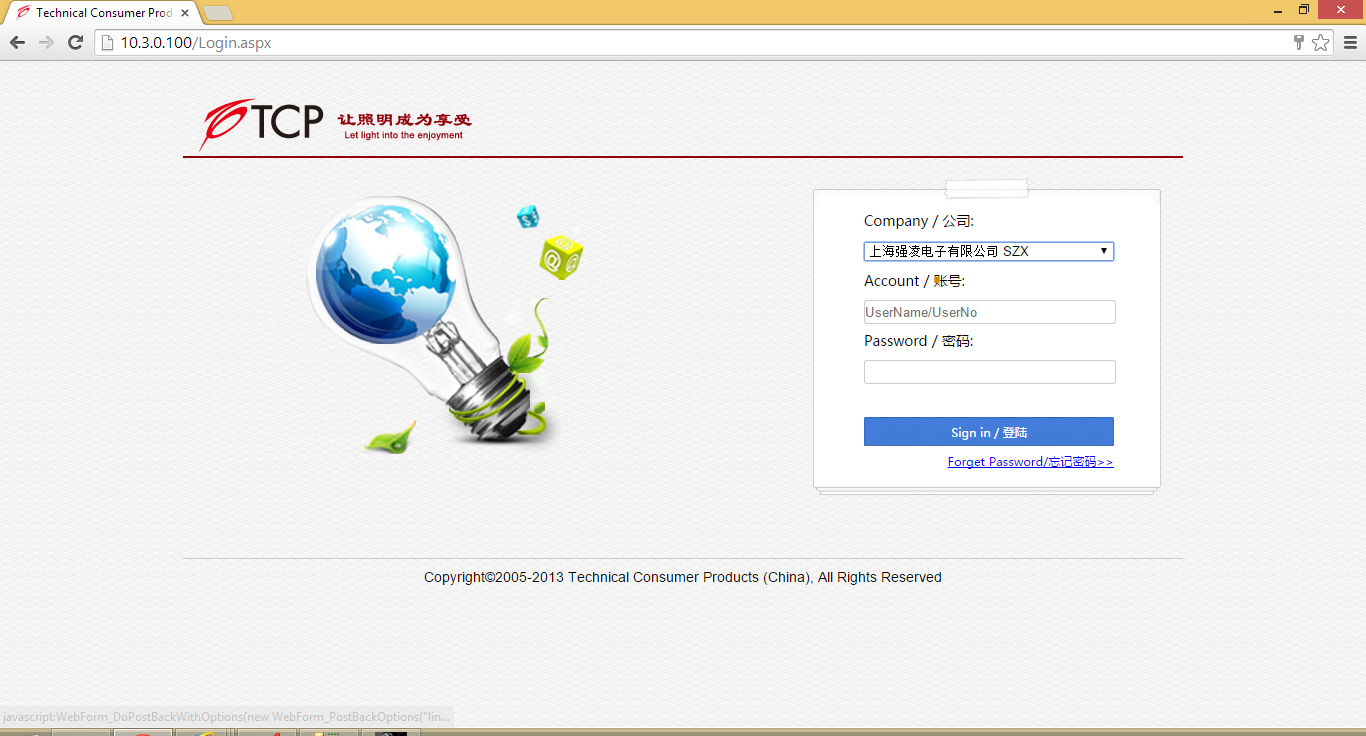 Technical Consumer Prod
10.3.0.100/Login.aspx
TCP 让照明成为享受
Let light into the enjoyment
Company / 公司:
上海强凌电子有限公司 SZX
Account / 账号:
UserName/UserNo
Password / 密码:
Sign in / 登陆
Forget Password/忘记密码>>
Copyright©2005-2013 Technical Consumer Products (China), All Rights Reserved
javascript:WebForm_DoPostBackWithOptions(new WebForm_PostBackOptions("lin...